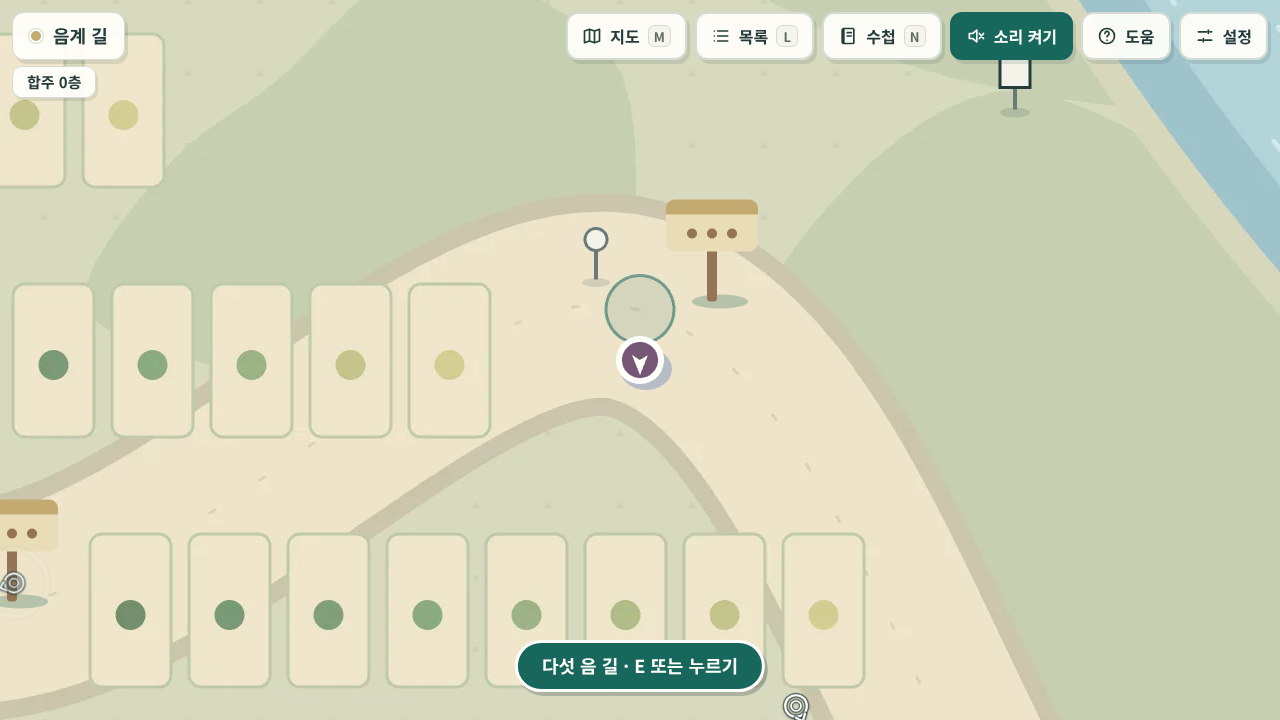 음계 길
지도 M
목록 L
수첩 N
소리 켜기
도움
설정
합주 0층
다섯 음 길 · E 또는 누르기